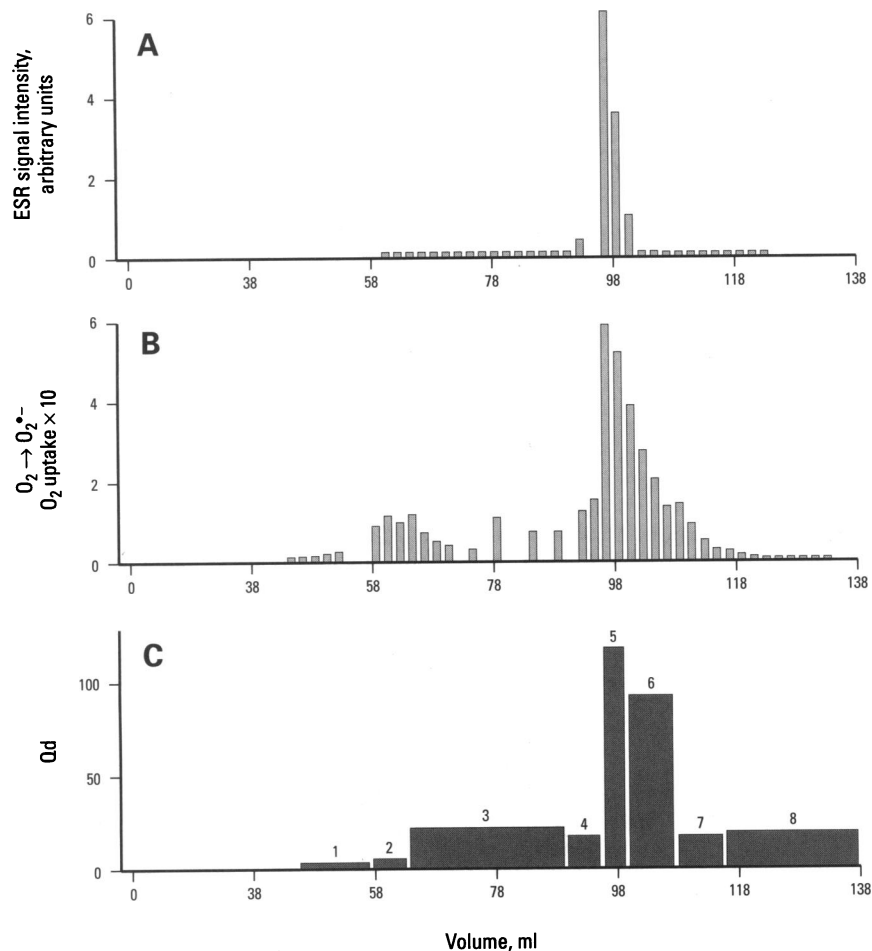 A
ESR signal intensity,
arbitrary units
6
4
2
0
0 38 58 78 98 118 138
B
O₂ → O₂•−
O₂ uptake × 10
6
4
2
0
0 38 58 78 98 118 138
C
Qd
100
50
0
1 2 3 4 5 6 7 8
0 38 58 78 98 118 138
Volume, ml